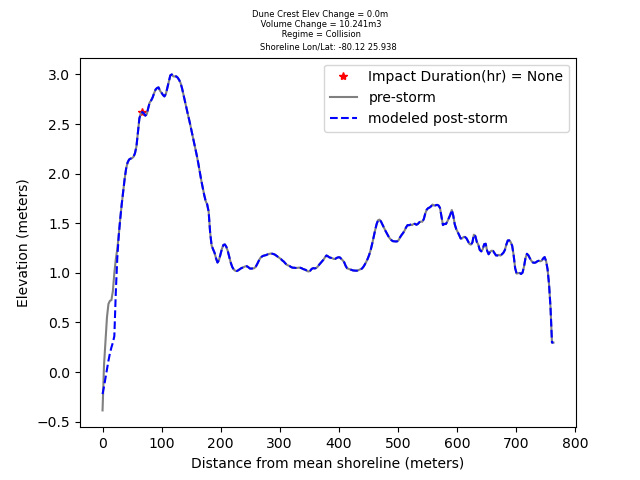 Dune Crest Elev Change = 0.0m
Volume Change = 10.241m3
Regime = Collision
Shoreline Lon/Lat: -80.12 25.938
Impact Duration(hr) = None
pre-storm
modeled post-storm
Elevation (meters)
3.0
2.5
2.0
1.5
1.0
0.5
0.0
−0.5
0 100 200 300 400 500 600 700 800
Distance from mean shoreline (meters)